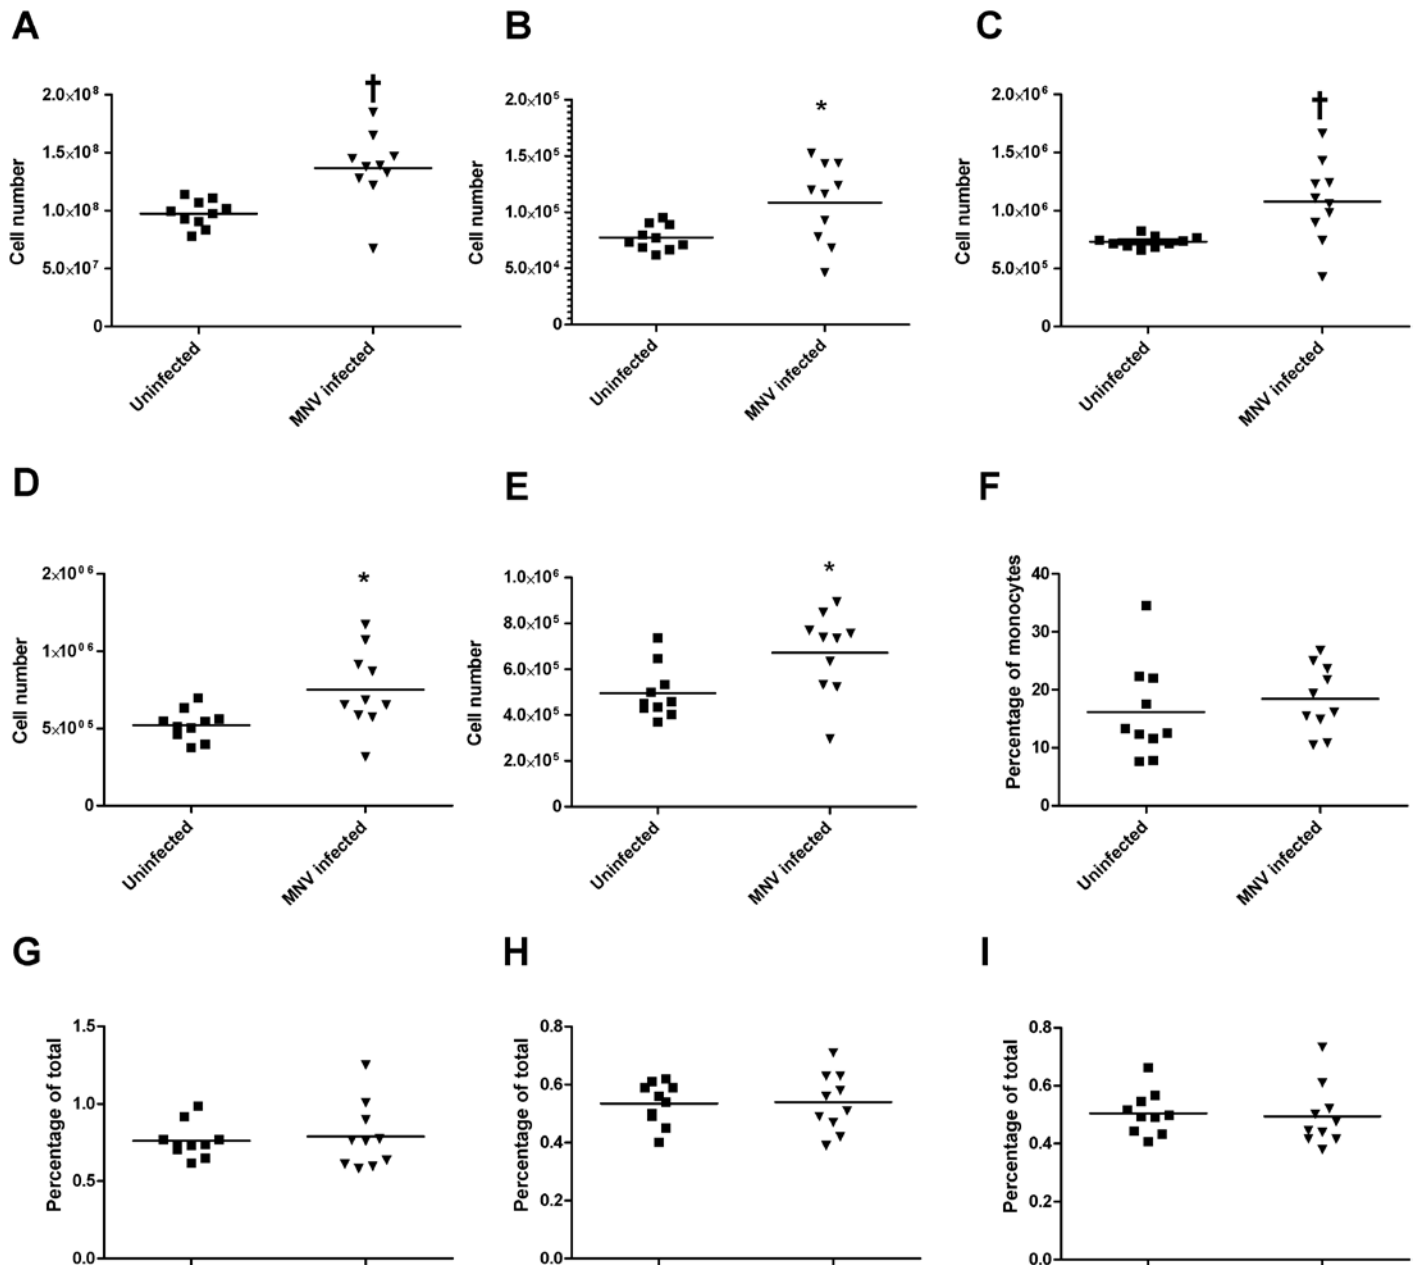 A
B
C
Cell number
2.0×10⁸
1.5×10⁸
1.0×10⁸
5.0×10⁷
0
†
Uninfected
MNV infected
Cell number
2.0×10⁵
1.5×10⁵
1.0×10⁵
5.0×10⁴
0
*
Uninfected
MNV infected
Cell number
2.0×10⁶
1.5×10⁶
1.0×10⁶
5.0×10⁵
0
†
Uninfected
MNV infected
D
E
F
Cell number
2×10⁰⁶
1×10⁰⁶
5×10⁰⁵
0
*
Uninfected
MNV infected
Cell number
1.0×10⁶
8.0×10⁵
6.0×10⁵
4.0×10⁵
2.0×10⁵
0
*
Uninfected
MNV infected
Percentage of monocytes
40
30
20
10
0
Uninfected
MNV infected
G
H
I
Percentage of total
1.5
1.0
0.5
0.0
Percentage of total
0.8
0.6
0.4
0.2
0.0
Percentage of total
0.8
0.6
0.4
0.2
0.0